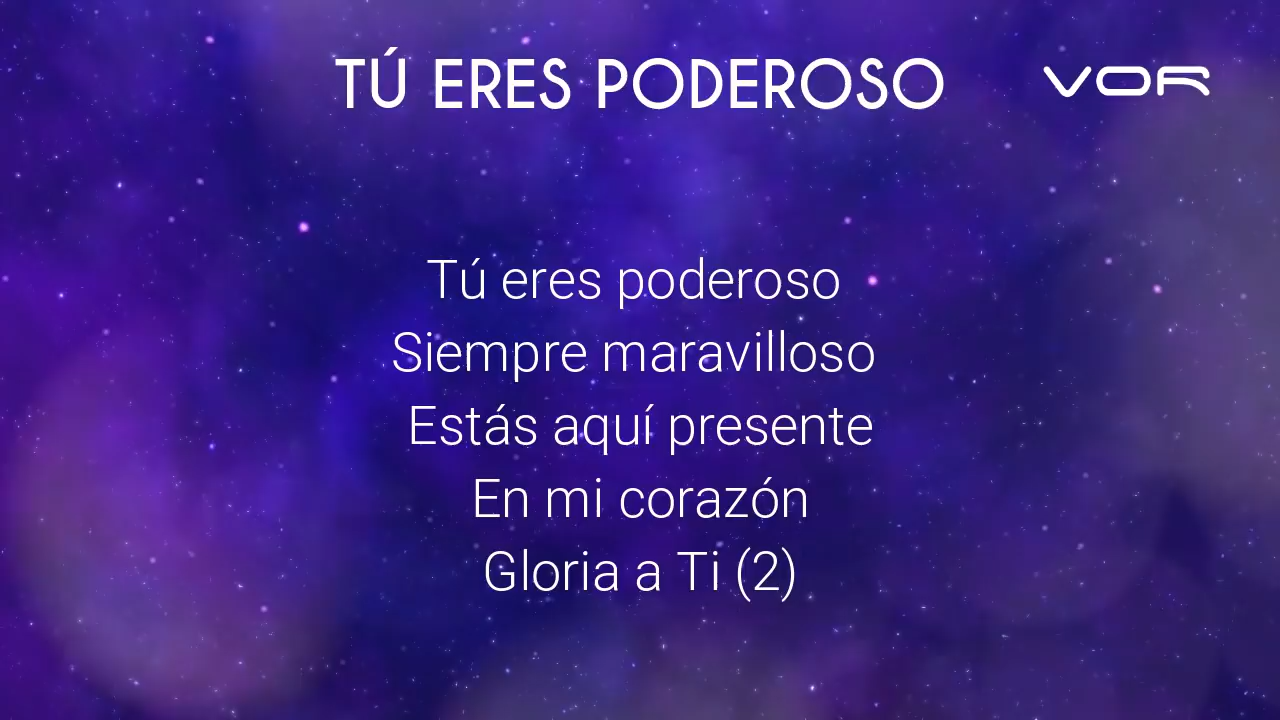 TÚ ERES PODEROSO
VOR
Tú eres poderoso
Siempre maravilloso
Estás aquí presente
En mi corazón
Gloria a Ti (2)